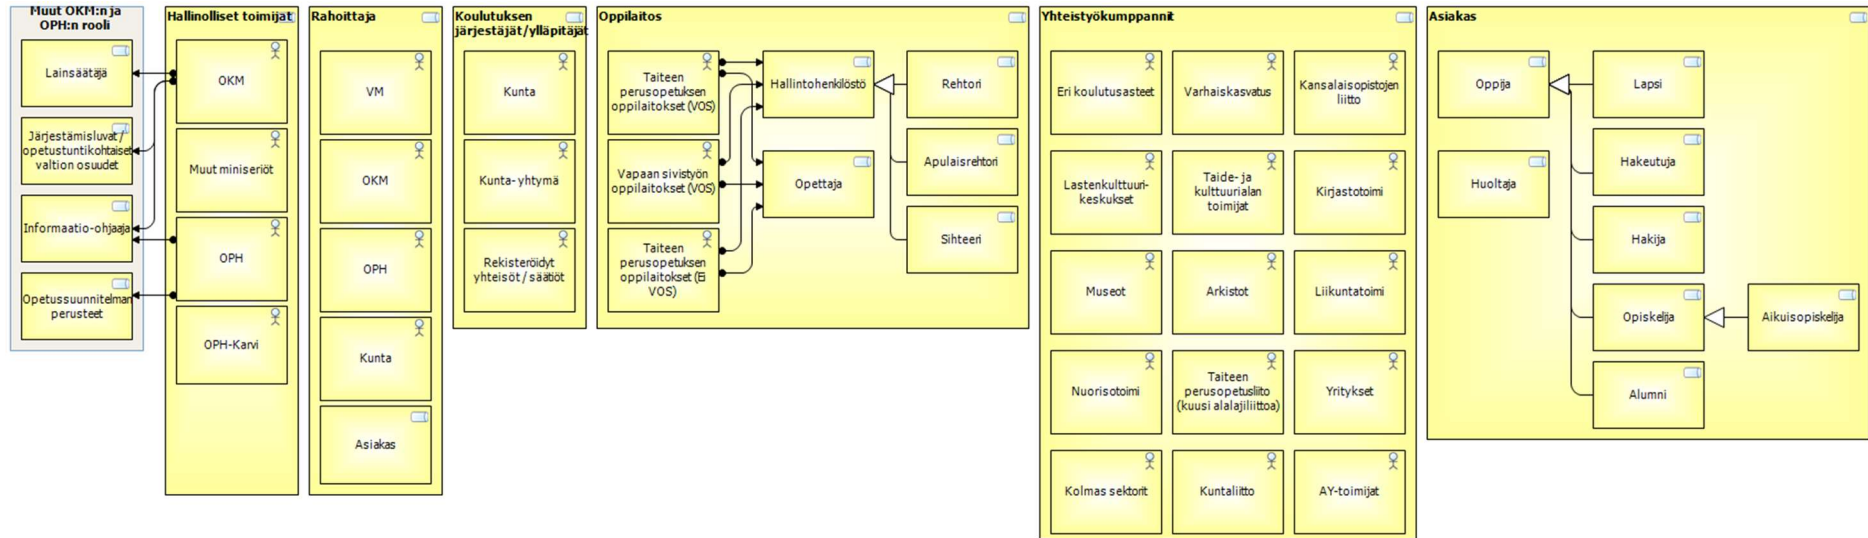 Muut OKM:n ja
OPH:n rooli
Lainsäätäjä
Järjestämisluvat /
opetustuntikohtaiset
valtion osuudet
Informaatio-ohjaaja
Opetussuunnitelman
perusteet
Hallinolliset toimijat
OKM
Muut miniseriöt
OPH
OPH-Karvi
Rahoittaja
VM
OKM
OPH
Kunta
Asiakas
Koulutuksen
järjestäjät/ylläpitäjät
Kunta
Kunta-yhtymä
Rekisteröidyt
yhteisöt / säätiöt
Oppilaitos
Taiteen
perusopetuksen
oppilaitokset (VOS)
Vapaan sivistyön
oppilaitokset (VOS)
Taiteen
perusopetuksen
oppilaitokset (Ei
VOS)
Hallintohenkilöstö
Opettaja
Rehtori
Apulaisrehtori
Sihteeri
Yhteistyökumppannit
Eri koulutusasteet
Varhaiskasvatus
Kansalaisopistojen
liitto
Lastenkulttuuri-
keskukset
Taide- ja
kulttuurialan
toimijat
Kirjastotoimi
Museot
Arkistot
Liikuntatoimi
Nuorisotoimi
Taiteen
perusopetusliito
(kuusi alalajiliittoa)
Yritykset
Kolmas sektorit
Kuntaliitto
AY-toimijat
Asiakas
Oppija
Huoltaja
Lapsi
Hakeutuja
Hakija
Opiskelija
Aikuisopiskelija
Alumni